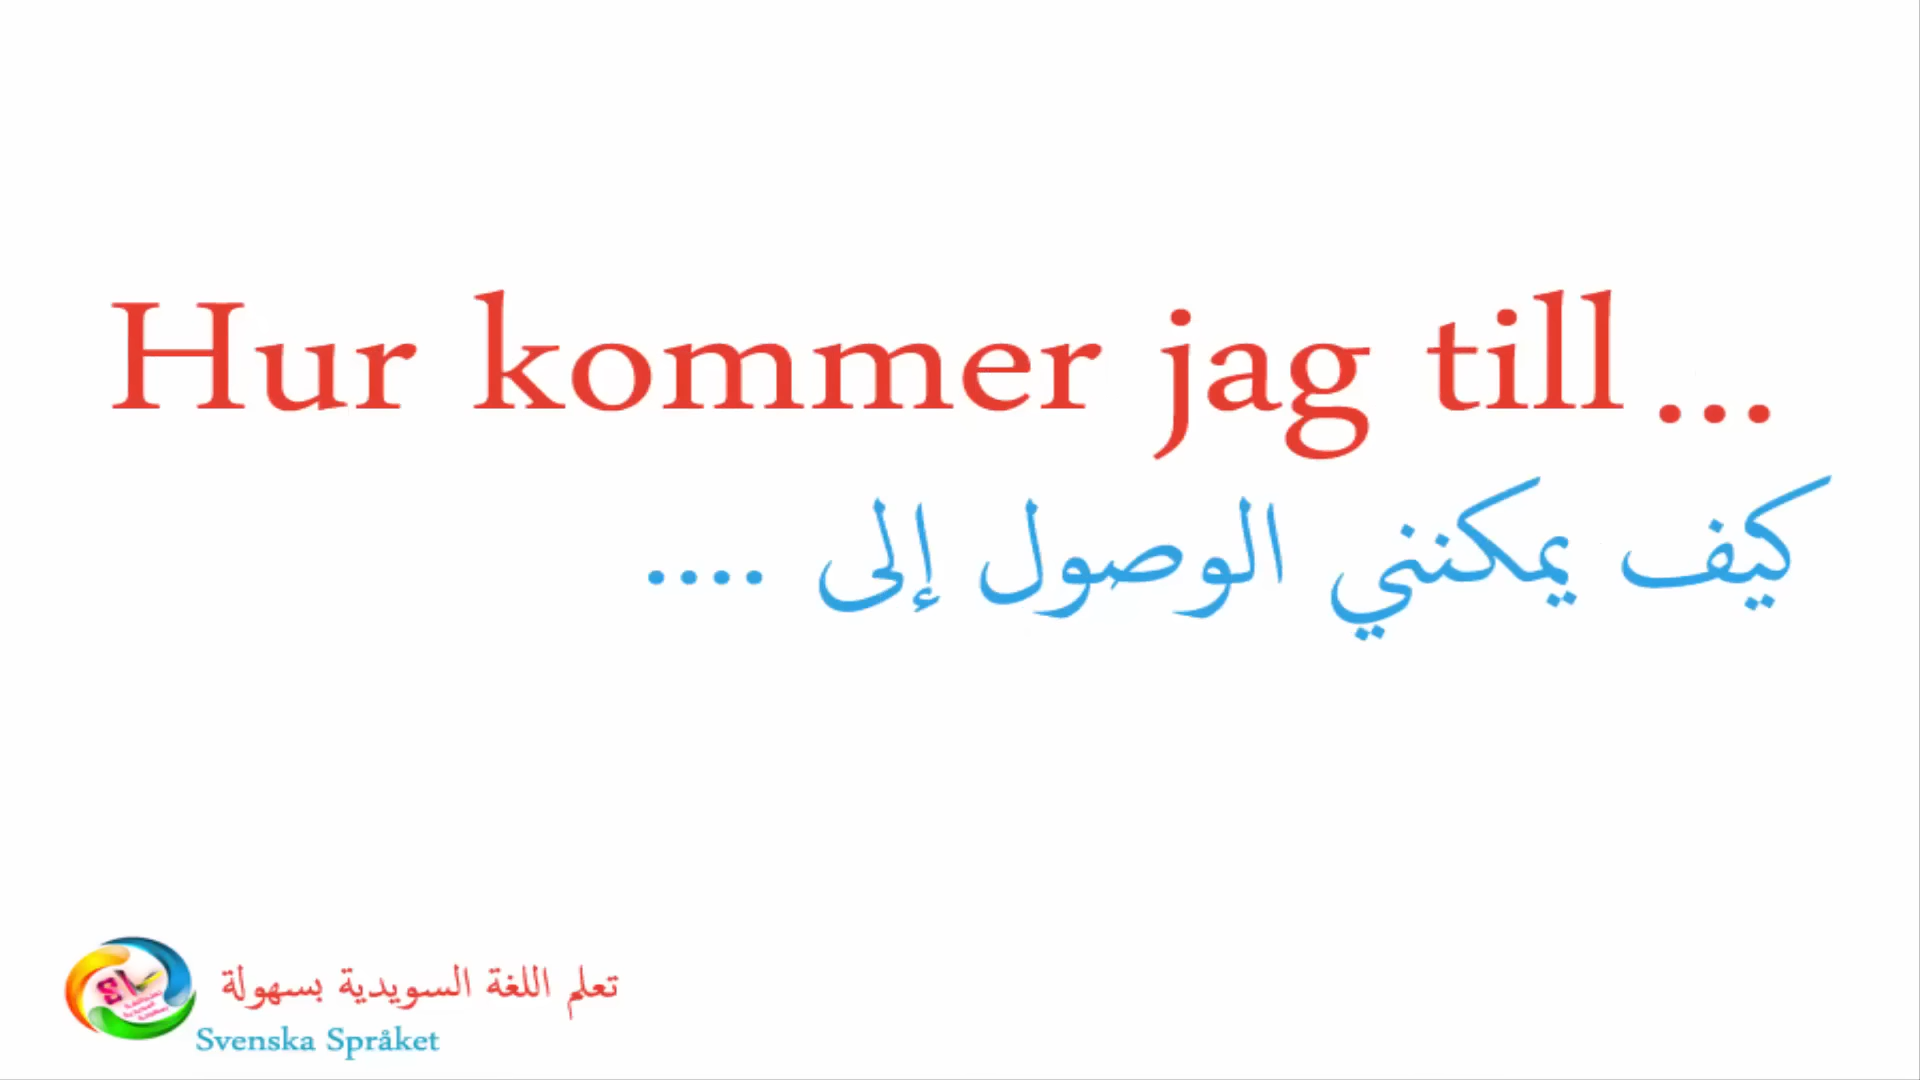 Hur kommer jag till...
كيف يمكنني الوصول إلى ....
تعلم اللغة السويدية بسهولة
Svenska Språket